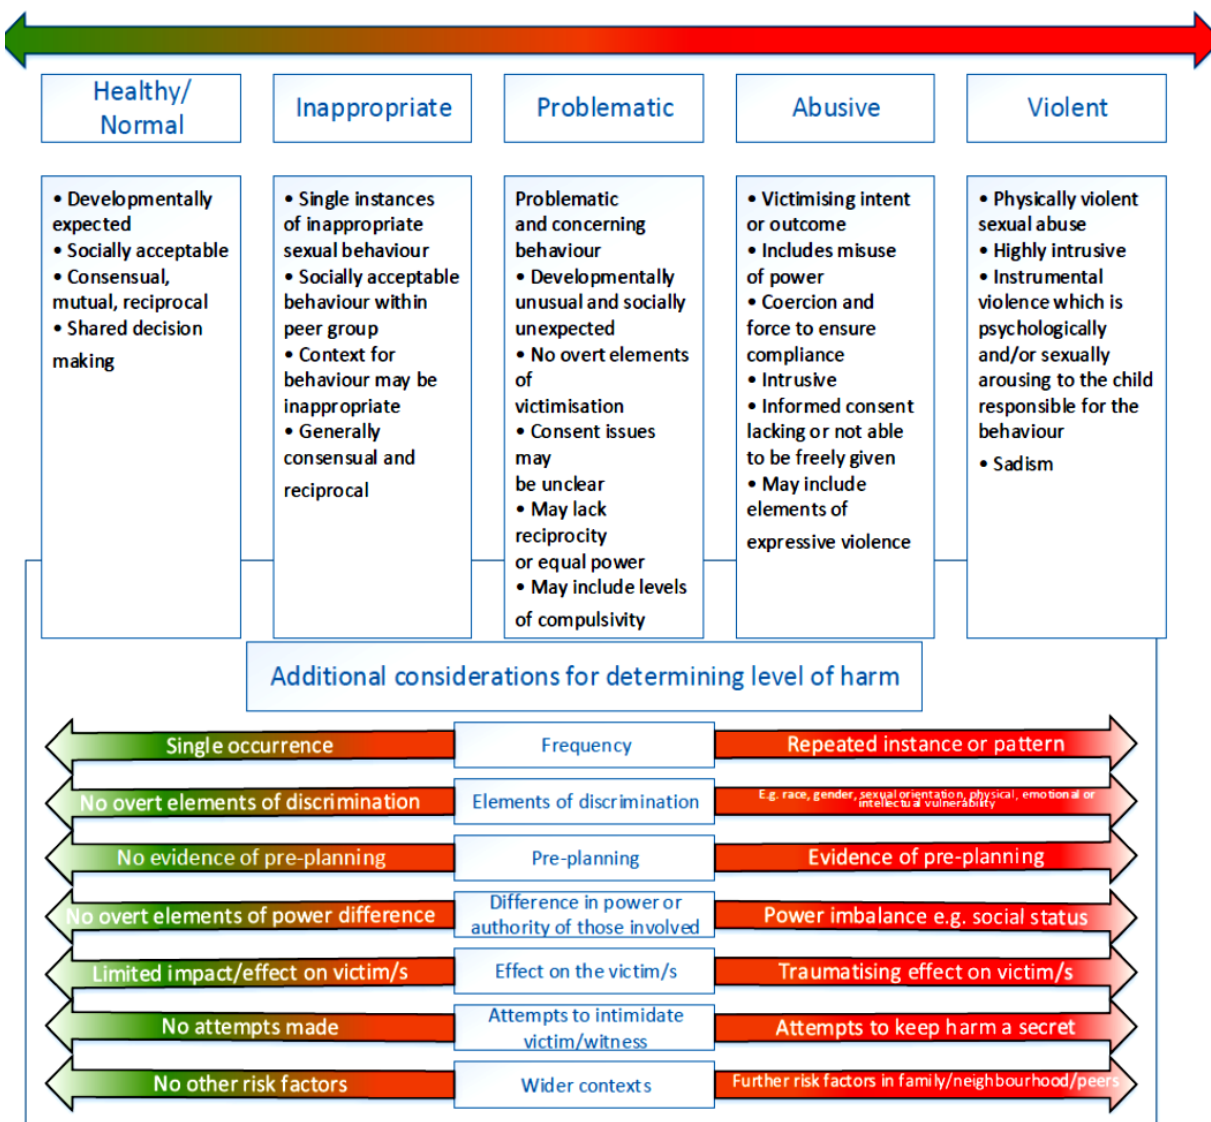 Healthy/
Normal
Inappropriate
Problematic
Abusive
Violent
• Developmentally
expected
• Socially acceptable
• Consensual,
mutual, reciprocal
• Shared decision
making
• Single instances
of inappropriate
sexual behaviour
• Socially acceptable
behaviour within
peer group
• Context for
behaviour may be
inappropriate
• Generally
consensual and
reciprocal
Problematic
and concerning
behaviour
• Developmentally
unusual and socially
unexpected
• No overt elements
of
victimisation
• Consent issues
may
be unclear
• May lack
reciprocity
or equal power
• May include levels
of compulsivity
• Victimising intent
or outcome
• Includes misuse
of power
• Coercion and
force to ensure
compliance
• Intrusive
• Informed consent
lacking or not able
to be freely given
• May include
elements of
expressive violence
• Physically violent
sexual abuse
• Highly intrusive
• Instrumental
violence which is
psychologically
and/or sexually
arousing to the child
responsible for the
behaviour
• Sadism
Additional considerations for determining level of harm
Single occurrence
Frequency
Repeated instance or pattern
No overt elements of discrimination
Elements of discrimination
E.g. race, gender, sexual orientation, physical, emotional or
intellectual vulnerability
No evidence of pre-planning
Pre-planning
Evidence of pre-planning
No overt elements of power difference
Difference in power or
authority of those involved
Power imbalance e.g. social status
Limited impact/effect on victim/s
Effect on the victim/s
Traumatising effect on victim/s
No attempts made
Attempts to intimidate
victim/witness
Attempts to keep harm a secret
No other risk factors
Wider contexts
Further risk factors in family/neighbourhood/peers